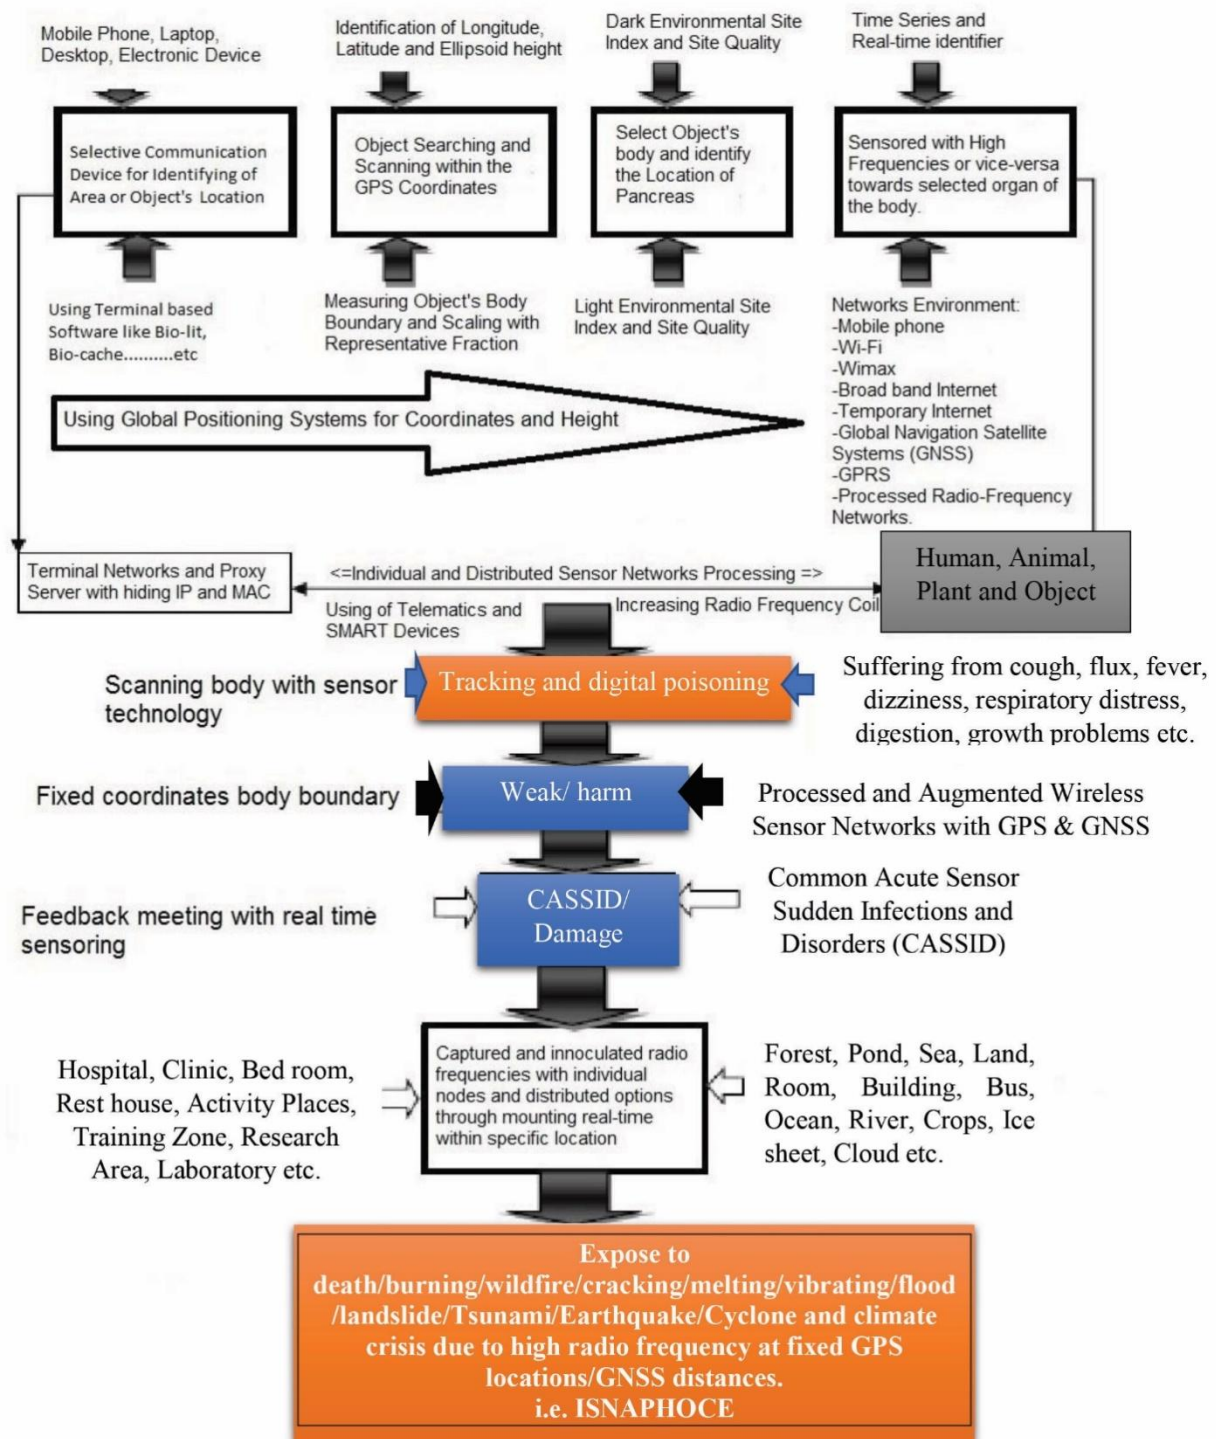 Mobile Phone, Laptop,
Desktop, Electronic Device
Identification of Longitude,
Latitude and Ellipsoid height
Dark Environmental Site
Index and Site Quality
Time Series and
Real-time identifier
Selective Communication
Device for Identifying of
Area or Object's Location
Object Searching and
Scanning within the
GPS Coordinates
Select Object's
body and identify
the Location of
Pancreas
Sensored with High
Frequencies or vice-versa
towards selected organ of
the body.
Using Terminal based
Software like Bio-lit,
Bio-cache..........etc
Measuring Object's Body
Boundary and Scaling with
Representative Fraction
Light Environmental Site
Index and Site Quality
Networks Environment:
-Mobile phone
-Wi-Fi
-Wimax
-Broad band Internet
-Temporary Internet
-Global Navigation Satellite
Systems (GNSS)
-GPRS
-Processed Radio-Frequency
Networks.
Using Global Positioning Systems for Coordinates and Height
Terminal Networks and Proxy
Server with hiding IP and MAC
<=Individual and Distributed Sensor Networks Processing =>
Using of Telematics and
SMART Devices
Increasing Radio Frequency Coil
Human, Animal,
Plant and Object
Scanning body with sensor
technology
Tracking and digital poisoning
Suffering from cough, flux, fever,
dizziness, respiratory distress,
digestion, growth problems etc.
Fixed coordinates body boundary
Weak/ harm
Processed and Augmented Wireless
Sensor Networks with GPS & GNSS
Feedback meeting with real time
sensoring
CASSID/
Damage
Common Acute Sensor
Sudden Infections and
Disorders (CASSID)
Hospital, Clinic, Bed room,
Rest house, Activity Places,
Training Zone, Research
Area, Laboratory etc.
Captured and innoculated radio
frequencies with individual
nodes and distributed options
through mounting real-time
within specific location
Forest, Pond, Sea, Land,
Room, Building, Bus,
Ocean, River, Crops, Ice
sheet, Cloud etc.
Expose to
death/burning/wildfire/cracking/melting/vibrating/flood
/landslide/Tsunami/Earthquake/Cyclone and climate
crisis due to high radio frequency at fixed GPS
locations/GNSS distances.
i.e. ISNAPHOCE